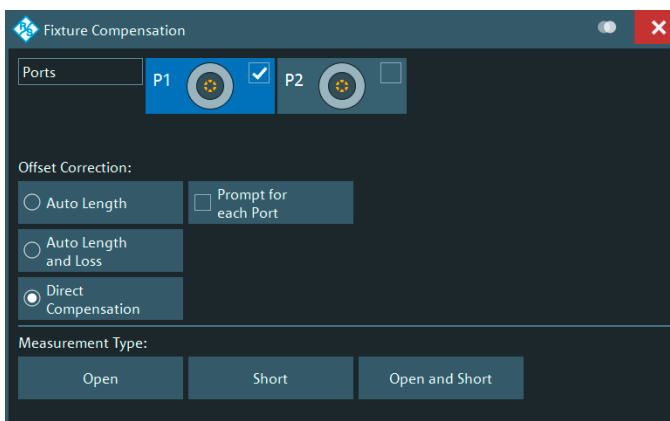 Fixture Compensation
Ports
P1
P2
Offset Correction:
Auto Length
Prompt for
each Port
Auto Length
and Loss
Direct
Compensation
Measurement Type:
Open
Short
Open and Short